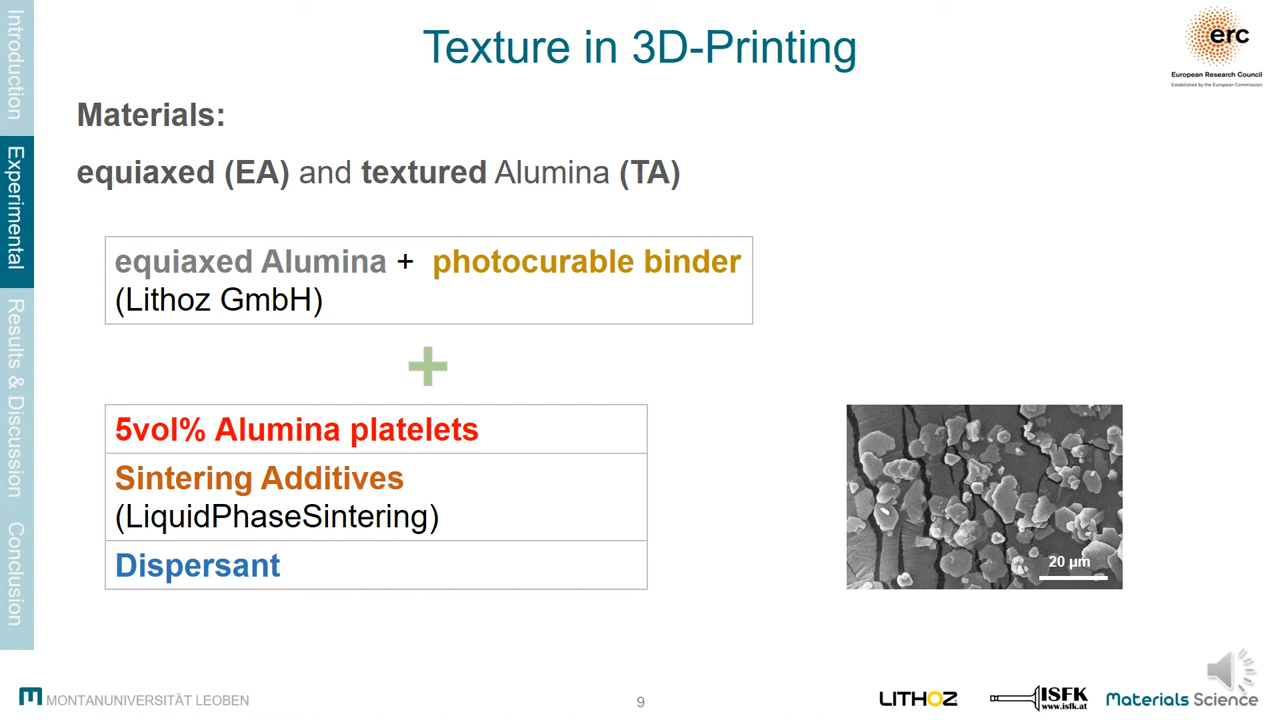 Texture in 3D-Printing
erc
European Research Council
Established by the European Commission
Introduction
Experimental
Results & Discussion
Conclusion
Materials:
equiaxed (EA) and textured Alumina (TA)
equiaxed Alumina + photocurable binder
(Lithoz GmbH)
+
5vol% Alumina platelets
Sintering Additives
(LiquidPhaseSintering)
Dispersant
20 µm
MONTANUNIVERSITÄT LEOBEN
9
LITHOZ
ISFK
www.isfk.at
Materials Science